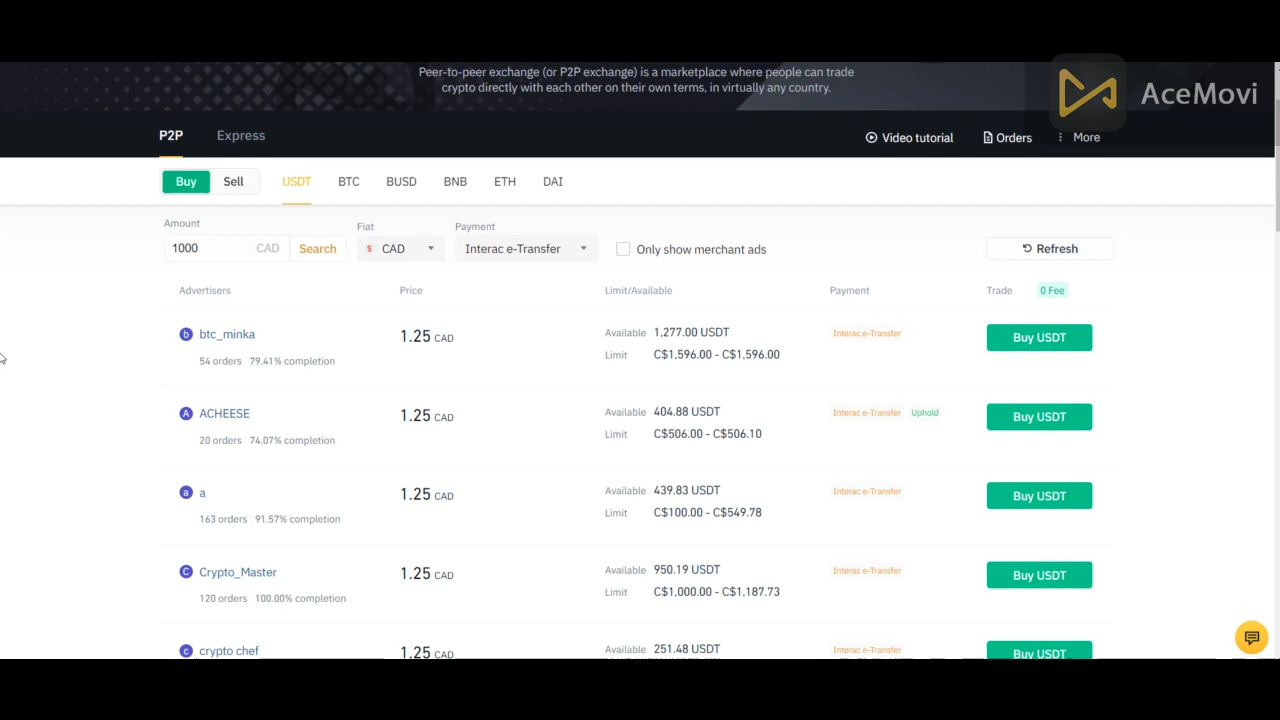 Peer-to-peer exchange (or P2P exchange) is a marketplace where people can trade
crypto directly with each other on their own terms, in virtually any country.
AceMovi
P2P Express Video tutorial Orders More
Buy Sell USDT BTC BUSD BNB ETH DAI
Amount Fiat Payment
1000 CAD Search $ CAD Interac e-Transfer Only show merchant ads Refresh
Advertisers Price Limit/Available Payment Trade 0 Fee
b btc_minka 1.25 CAD Available 1,277.00 USDT Interac e-Transfer Buy USDT
54 orders 79.41% completion Limit C$1,596.00 - C$1,596.00
A ACHEESE 1.25 CAD Available 404.88 USDT Interac e-Transfer Uphold Buy USDT
20 orders 74.07% completion Limit C$506.00 - C$506.10
a a 1.25 CAD Available 439.83 USDT Interac e-Transfer Buy USDT
163 orders 91.57% completion Limit C$100.00 - C$549.78
C Crypto_Master 1.25 CAD Available 950.19 USDT Interac e-Transfer Buy USDT
120 orders 100.00% completion Limit C$1,000.00 - C$1,187.73
c crypto chef 1.25 CAD Available 251.48 USDT Interac e-Transfer Buy USDT